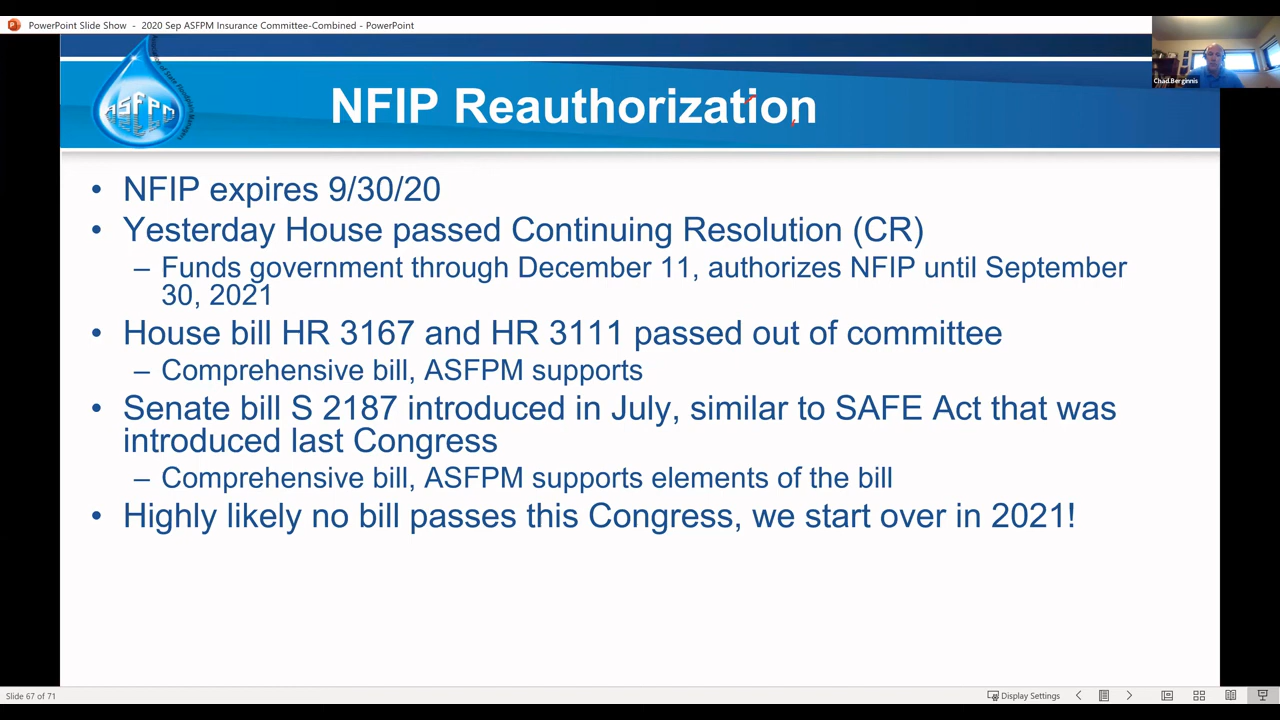 PowerPoint Slide Show - 2020 Sep ASFPM Insurance Committee-Combined - PowerPoint
Chad Berginnis
ASFPM
NFIP Reauthorization
• NFIP expires 9/30/20
• Yesterday House passed Continuing Resolution (CR)
– Funds government through December 11, authorizes NFIP until September
30, 2021
• House bill HR 3167 and HR 3111 passed out of committee
– Comprehensive bill, ASFPM supports
• Senate bill S 2187 introduced in July, similar to SAFE Act that was
introduced last Congress
– Comprehensive bill, ASFPM supports elements of the bill
• Highly likely no bill passes this Congress, we start over in 2021!
Slide 67 of 71
Display Settings